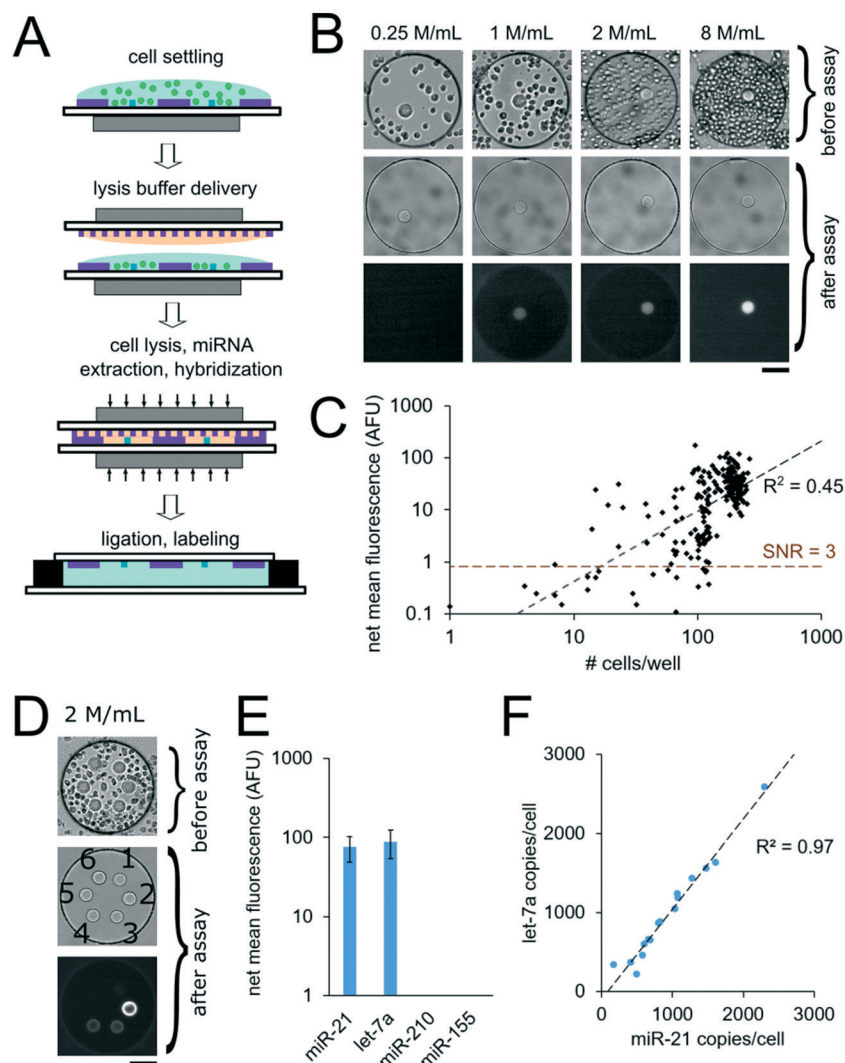 A
cell settling
lysis buffer delivery
cell lysis, miRNA
extraction, hybridization
ligation, labeling
B
0.25 M/mL 1 M/mL 2 M/mL 8 M/mL
before assay
after assay
C
net mean fluorescence (AFU)
1000
100
10
1
0.1
R² = 0.45
SNR = 3
1 10 100 1000
# cells/well
D
2 M/mL
before assay
6 1
5 2
4 3
after assay
E
net mean fluorescence (AFU)
1000
100
10
1
miR-21 let-7a miR-210 miR-155
F
let-7a copies/cell
3000
2000
1000
0
R² = 0.97
0 1000 2000 3000
miR-21 copies/cell